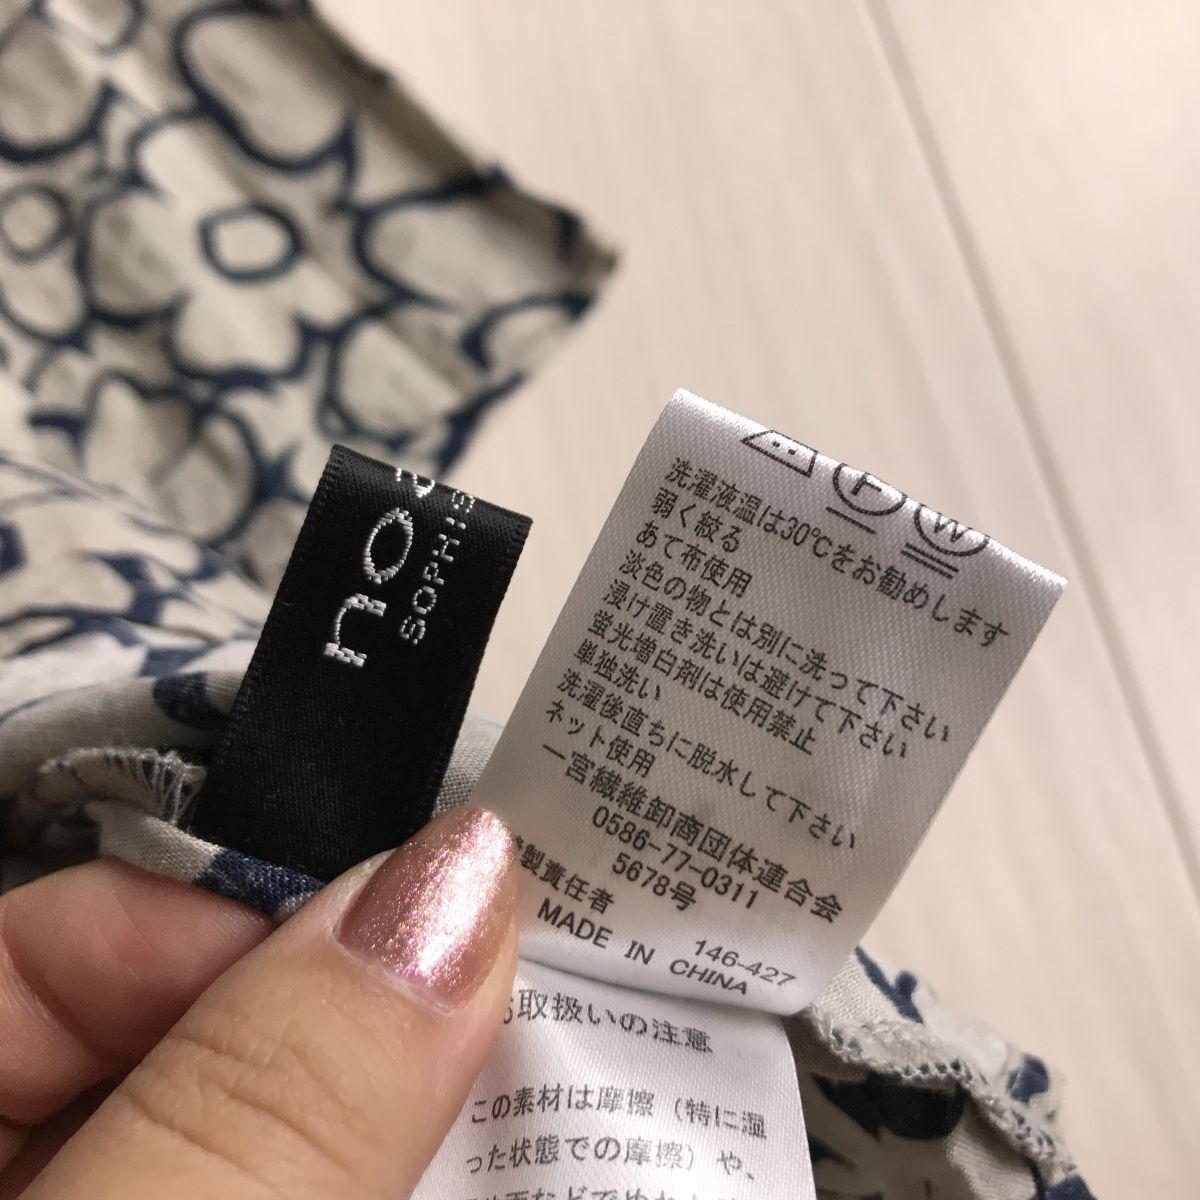 no
SOPHIS
F
W
洗濯液温は30℃をお勧めします
弱く絞る
あて布使用
淡色の物とは別に洗って下さい
浸け置き洗いは避けて下さい
蛍光増白剤は使用禁止
単独洗い
洗濯後直ちに脱水して下さい
ネット使用
一宮繊維卸商団体連合会
0586-77-0311
5678号
製責任者
146-427
MADE IN CHINA
取扱いの注意
この素材は摩擦（特に湿
った状態での摩擦）や、